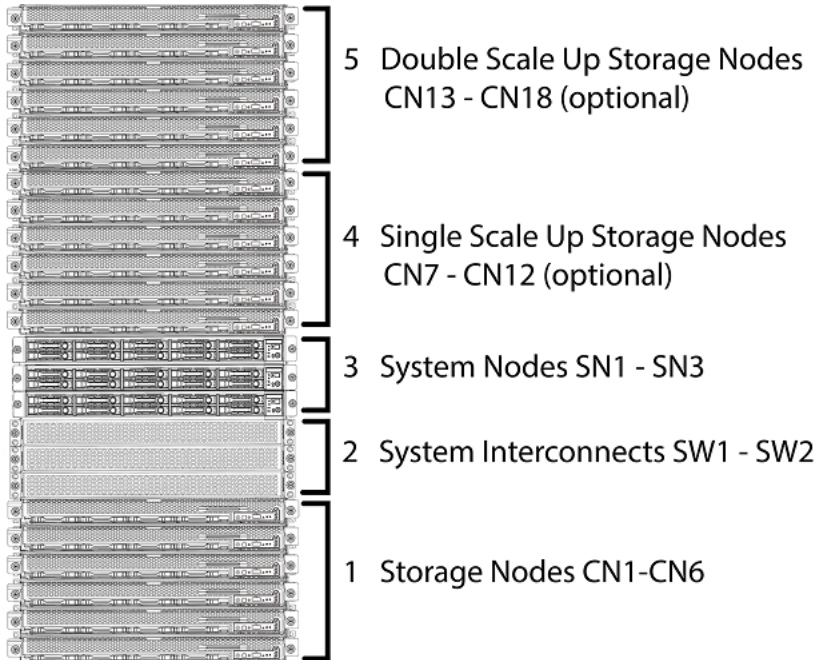 5 Double Scale Up Storage Nodes
CN13 - CN18 (optional)
4 Single Scale Up Storage Nodes
CN7 - CN12 (optional)
3 System Nodes SN1 - SN3
2 System Interconnects SW1 - SW2
1 Storage Nodes CN1-CN6